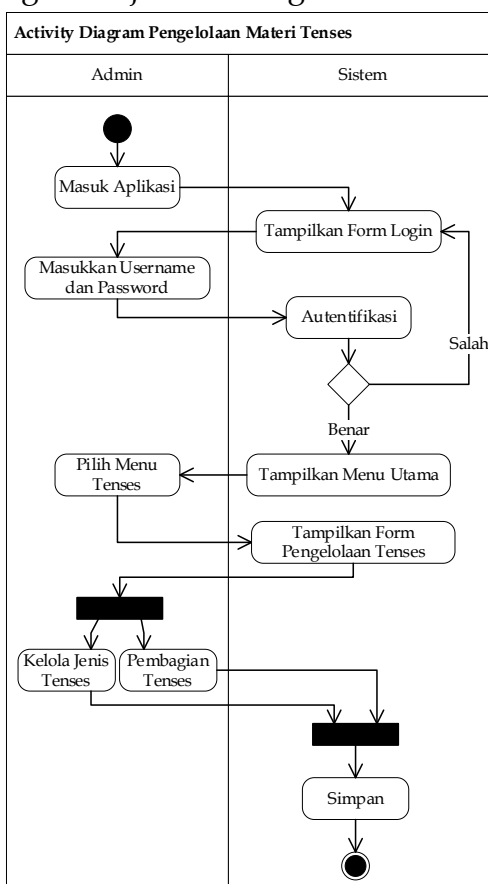 Activity Diagram Pengelolaan Materi Tenses
Admin
Sistem
Masuk Aplikasi
Tampilkan Form Login
Masukkan Username
dan Password
Autentifikasi
Salah
Benar
Pilih Menu
Tenses
Tampilkan Menu Utama
Tampilkan Form
Pengelolaan Tenses
Kelola Jenis
Tenses
Pembagian
Tenses
Simpan